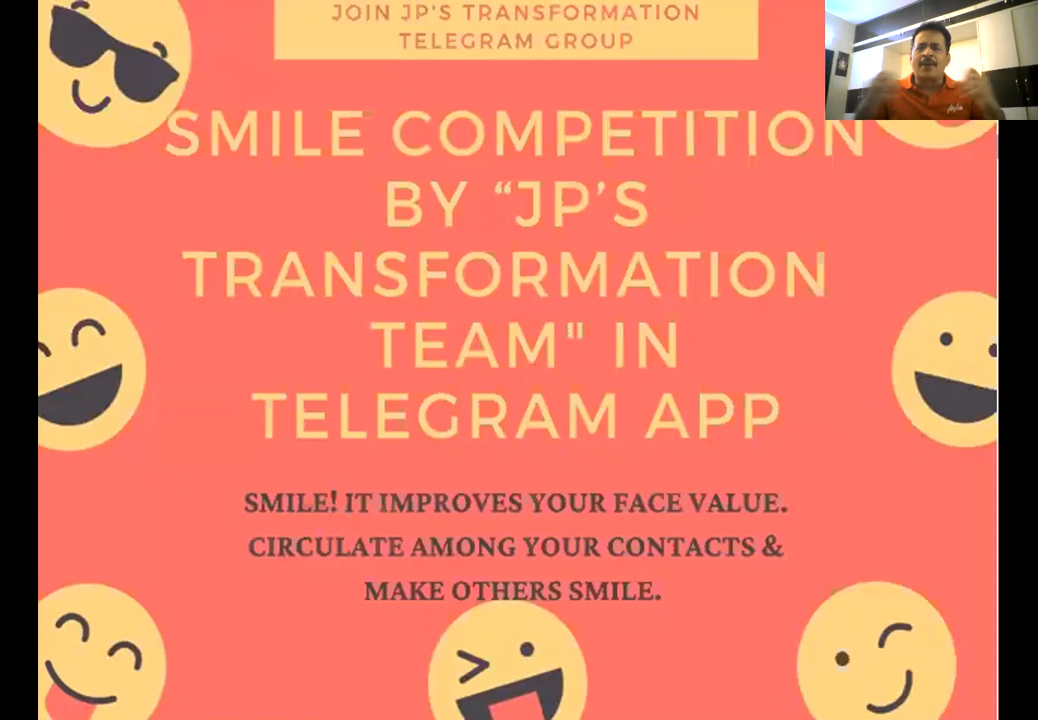 JOIN JP'S TRANSFORMATION
TELEGRAM GROUP
SMILE COMPETITION
BY “JP’S
TRANSFORMATION
TEAM" IN
TELEGRAM APP
SMILE! IT IMPROVES YOUR FACE VALUE.
CIRCULATE AMONG YOUR CONTACTS &
MAKE OTHERS SMILE.